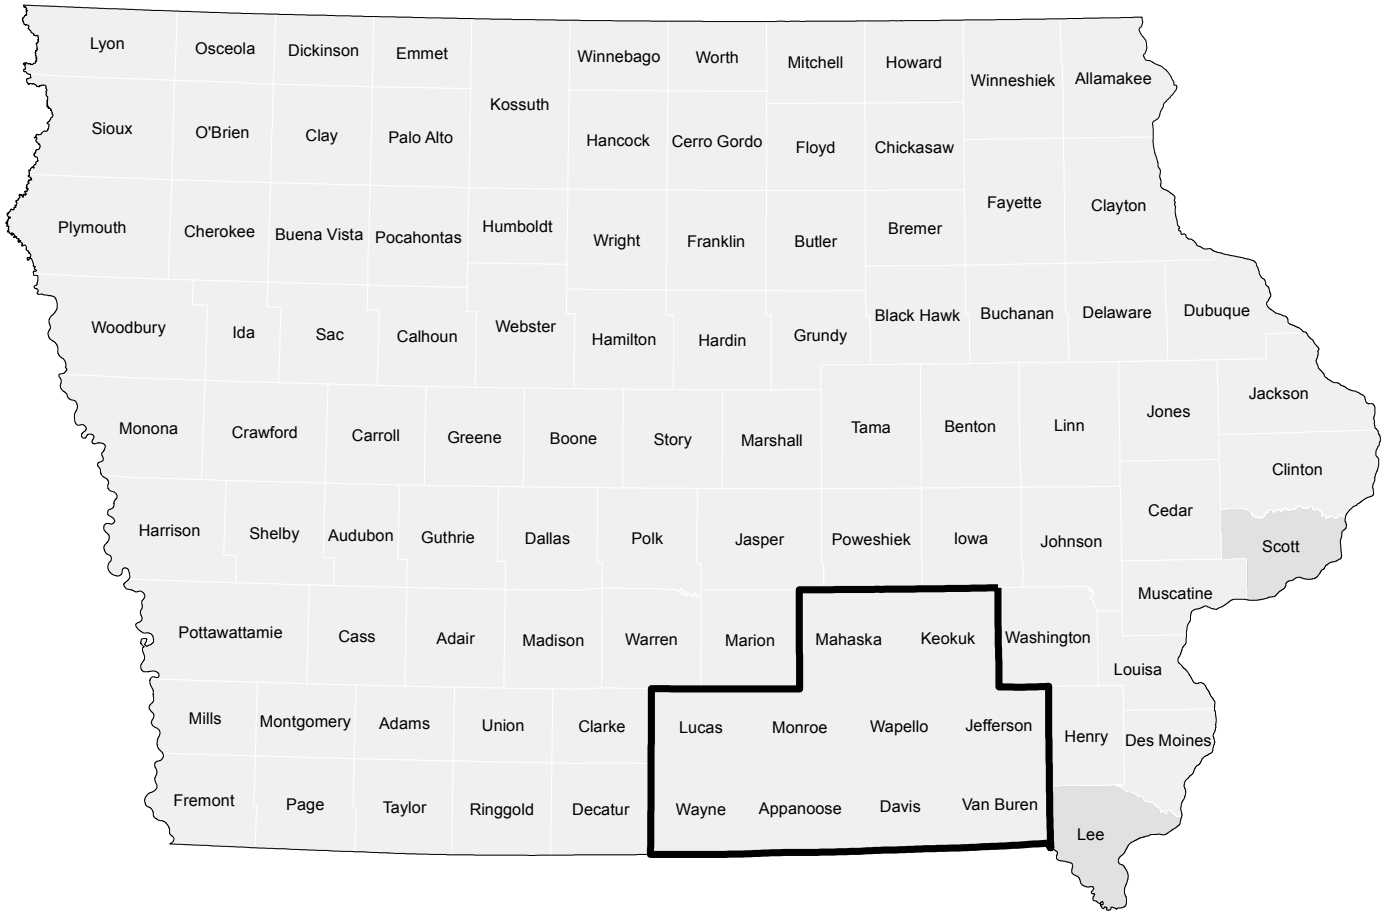 Lyon
Osceola
Dickinson
Emmet
Kossuth
Winnebago
Worth
Mitchell
Howard
Winneshiek
Allamakee
Sioux
O'Brien
Clay
Palo Alto
Hancock
Cerro Gordo
Floyd
Chickasaw
Plymouth
Cherokee
Buena Vista
Pocahontas
Humboldt
Wright
Franklin
Butler
Bremer
Fayette
Clayton
Woodbury
Ida
Sac
Calhoun
Webster
Hamilton
Hardin
Grundy
Black Hawk
Buchanan
Delaware
Dubuque
Monona
Crawford
Carroll
Greene
Boone
Story
Marshall
Tama
Benton
Linn
Jones
Jackson
Clinton
Harrison
Shelby
Audubon
Guthrie
Dallas
Polk
Jasper
Poweshiek
Iowa
Johnson
Cedar
Scott
Muscatine
Pottawattamie
Cass
Adair
Madison
Warren
Marion
Mahaska
Keokuk
Washington
Louisa
Mills
Montgomery
Adams
Union
Clarke
Lucas
Monroe
Wapello
Jefferson
Henry
Des Moines
Fremont
Page
Taylor
Ringgold
Decatur
Wayne
Appanoose
Davis
Van Buren
Lee